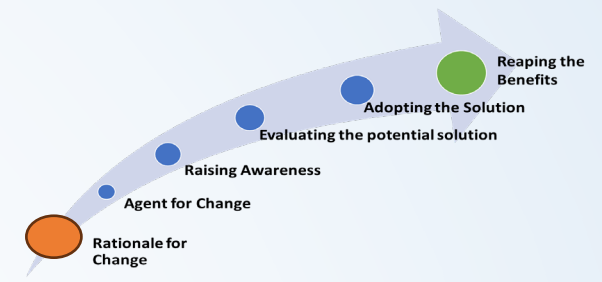 Reaping the
Benefits
Adopting the Solution
Evaluating the potential solution
Raising Awareness
Agent for Change
Rationale for
Change